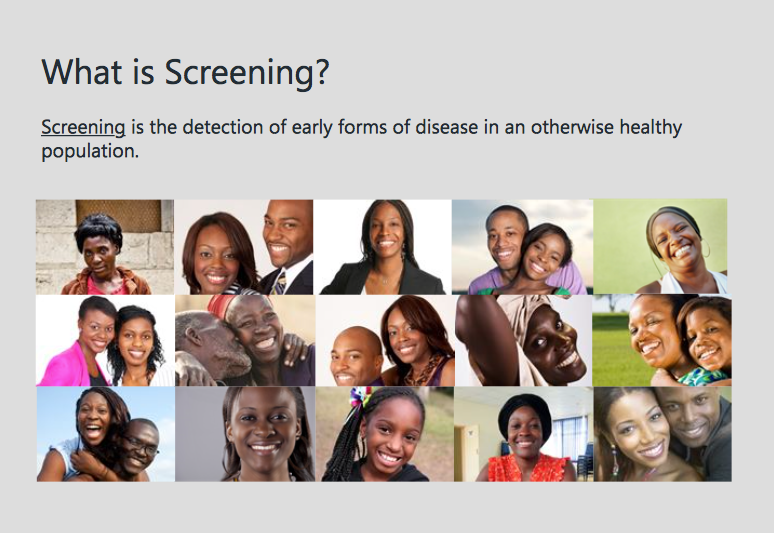 What is Screening?
Screening is the detection of early forms of disease in an otherwise healthy
population.